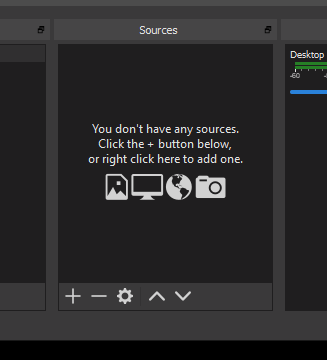 Sources
Desktop
-60
You don't have any sources.
Click the + button below,
or right click here to add one.